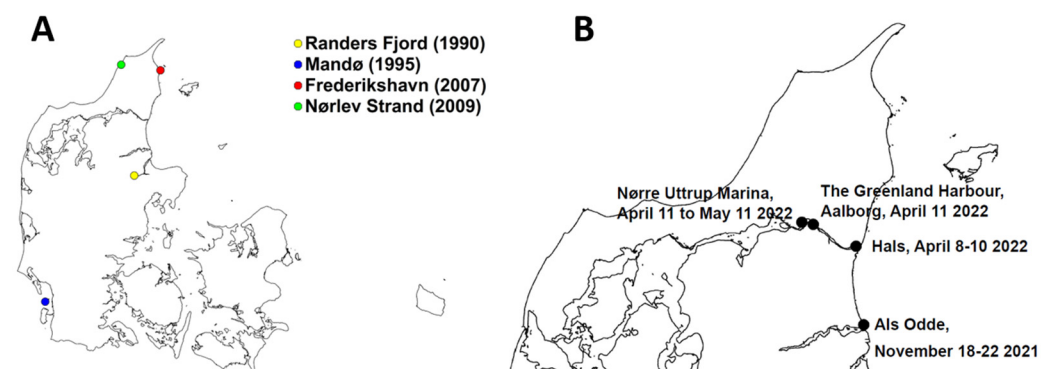 A
Randers Fjord (1990)
Mandø (1995)
Frederikshavn (2007)
Nørlev Strand (2009)
B
Nørre Uttrup Marina,
April 11 to May 11 2022
The Greenland Harbour,
Aalborg, April 11 2022
Hals, April 8-10 2022
Als Odde,
November 18-22 2021